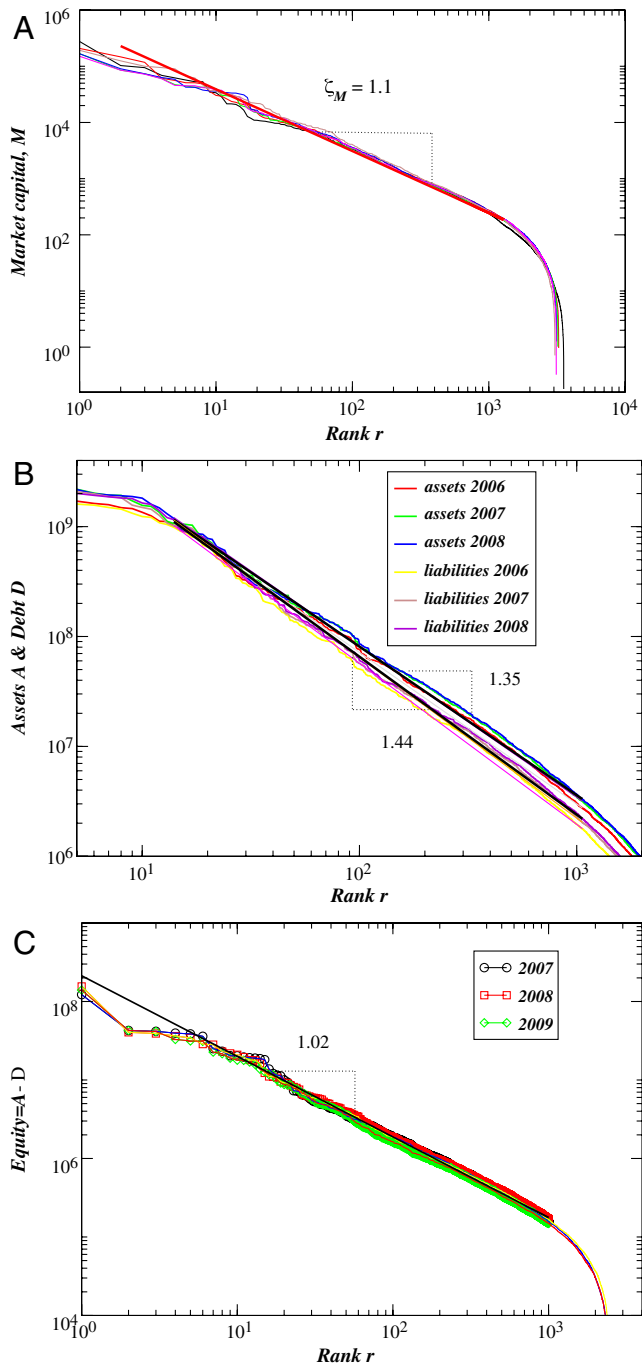 A
10^6
10^4
10^2
10^0
Market capital, M
ζ_M = 1.1
10^0 10^1 10^2 10^3 10^4
Rank r
B
10^9
10^8
10^7
10^6
Assets A & Debt D
assets 2006
assets 2007
assets 2008
liabilities 2006
liabilities 2007
liabilities 2008
1.35
1.44
10^1 10^2 10^3
Rank r
C
10^8
10^6
10^4
Equity=A - D
2007
2008
2009
1.02
10^0 10^1 10^2 10^3
Rank r